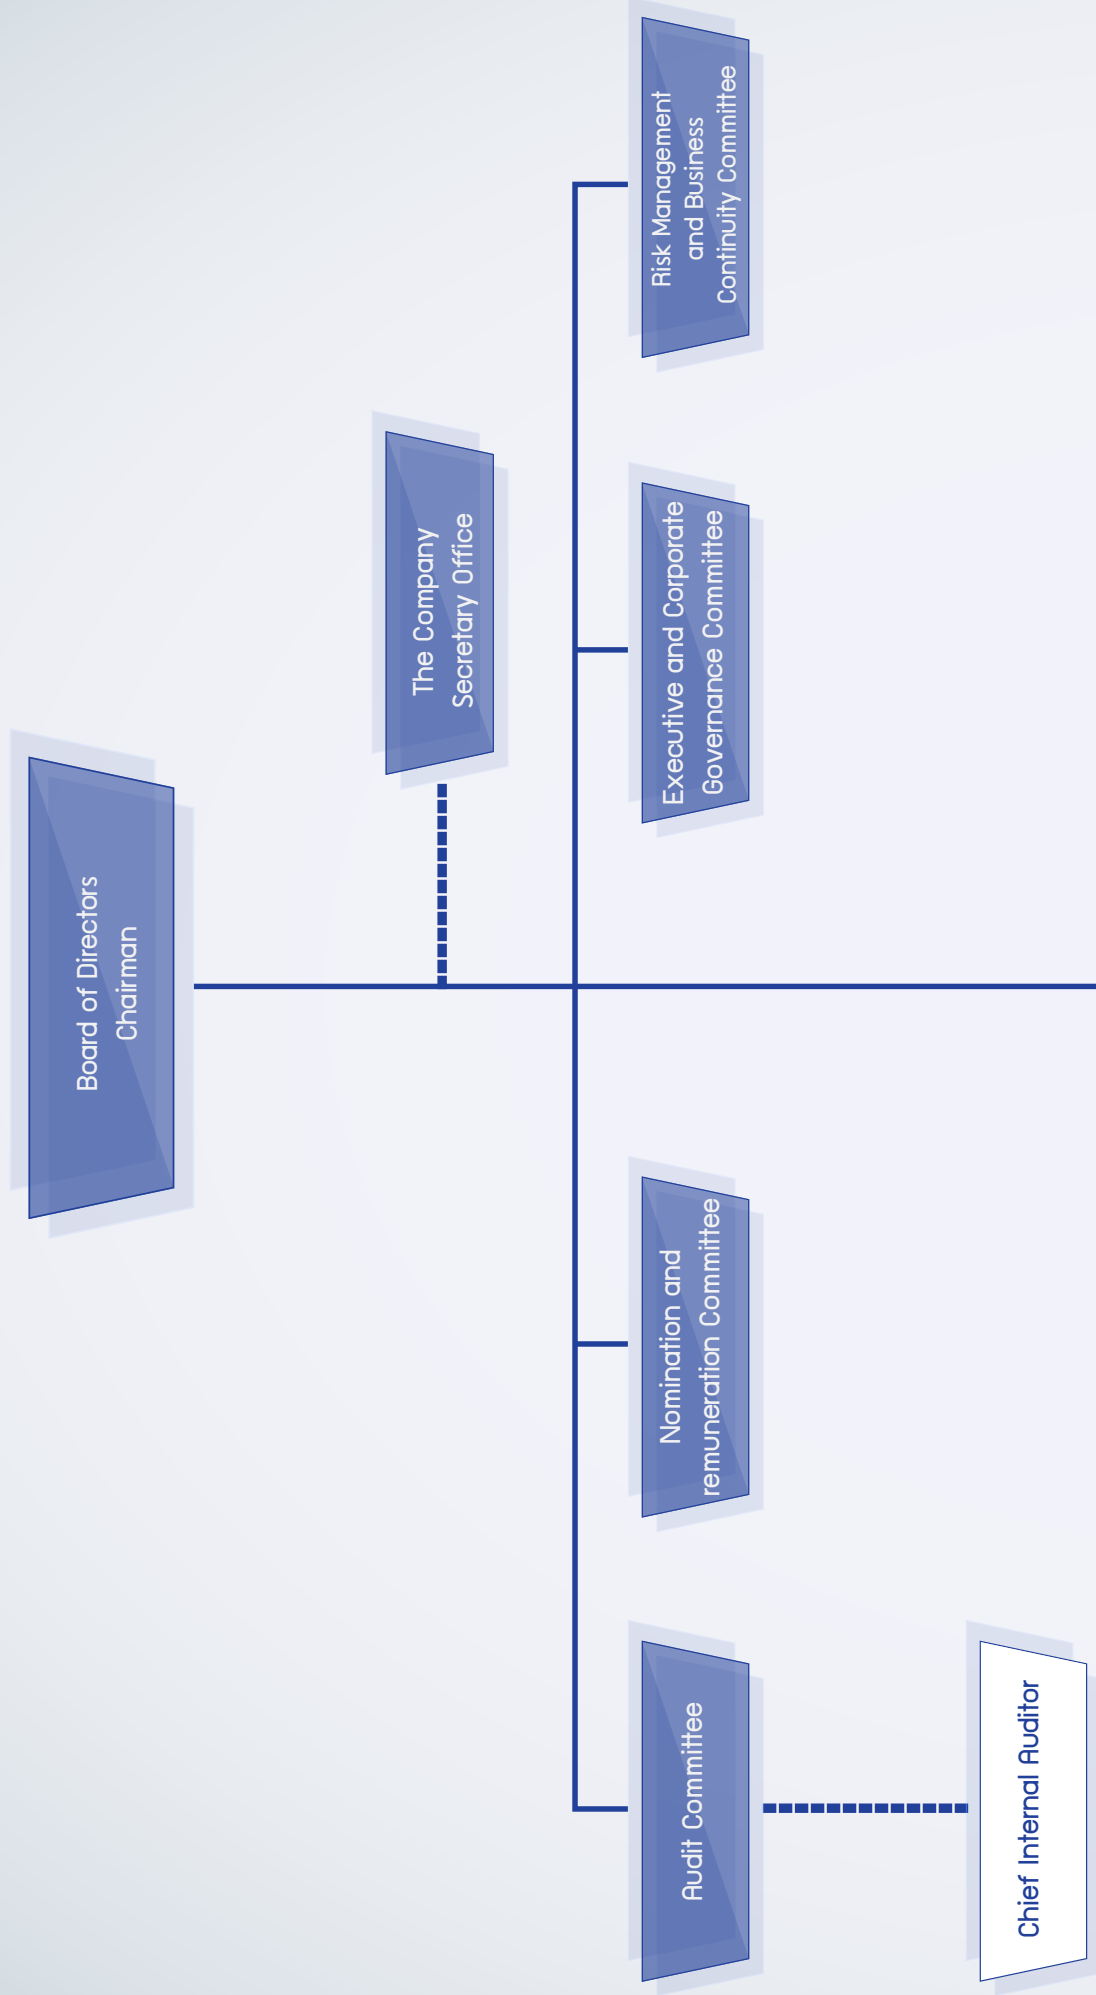 Board of Directors
Chairman
The Company
Secretary Office
Audit Committee
Nomination and
remuneration Committee
Executive and Corporate
Governance Committee
Risk Management
and Business
Continuity Committee
Chief Internal Auditor